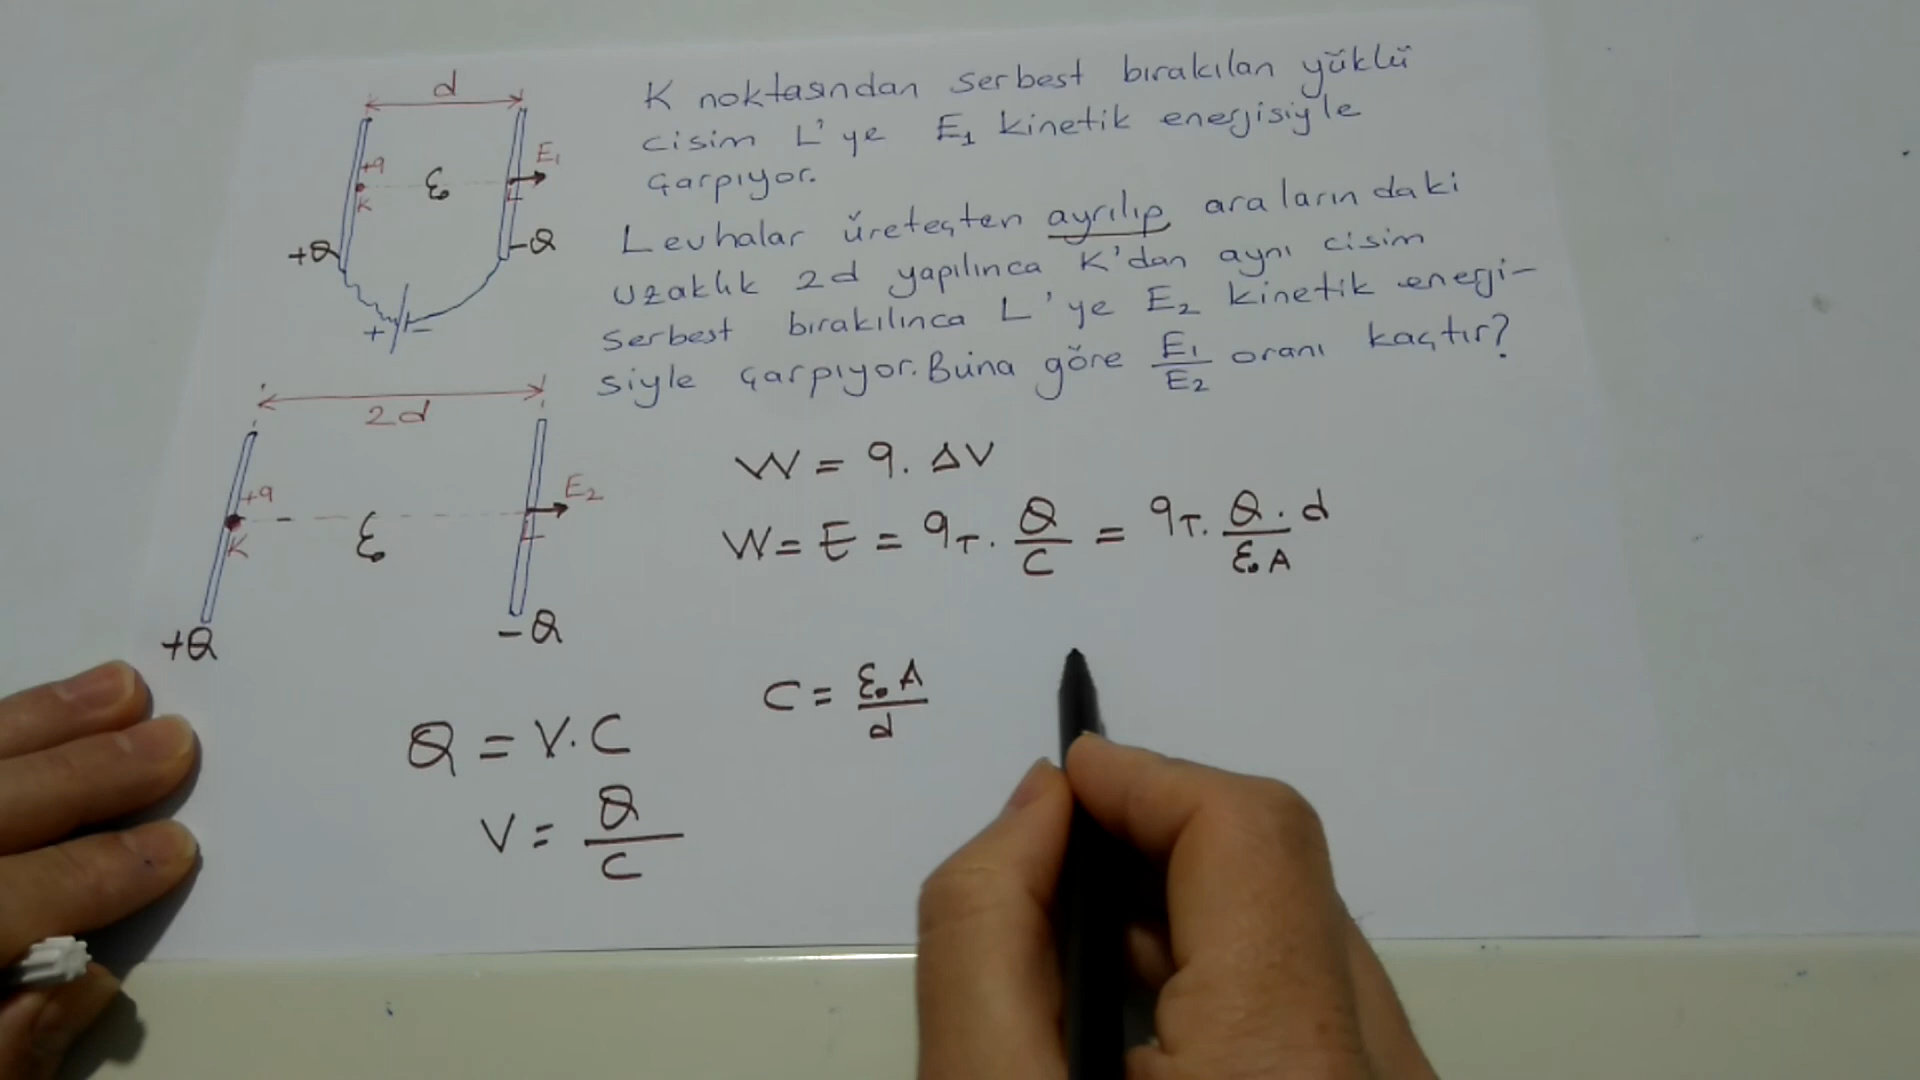 d
K noktasından serbest bırakılan yüklü
cisim L'ye E₁ kinetik enerjisiyle
çarpıyor.
Levhalar üreteçten ayrılıp aralarındaki
uzaklık 2d yapılınca K'dan aynı cisim
serbest bırakılınca L'ye E₂ kinetik enerji-
siyle çarpıyor. Buna göre E₁/E₂ oranı kaçtır?
+q
K
ε
L
E₁
+Q
-Q
+ -
2d
+q
K
ε
L
E₂
+Q
-Q
W = q. ΔV
W = E = qT. Q/C = qT. Q.d/ε₀A
C = ε₀A/d
Q = V.C
V = Q/C